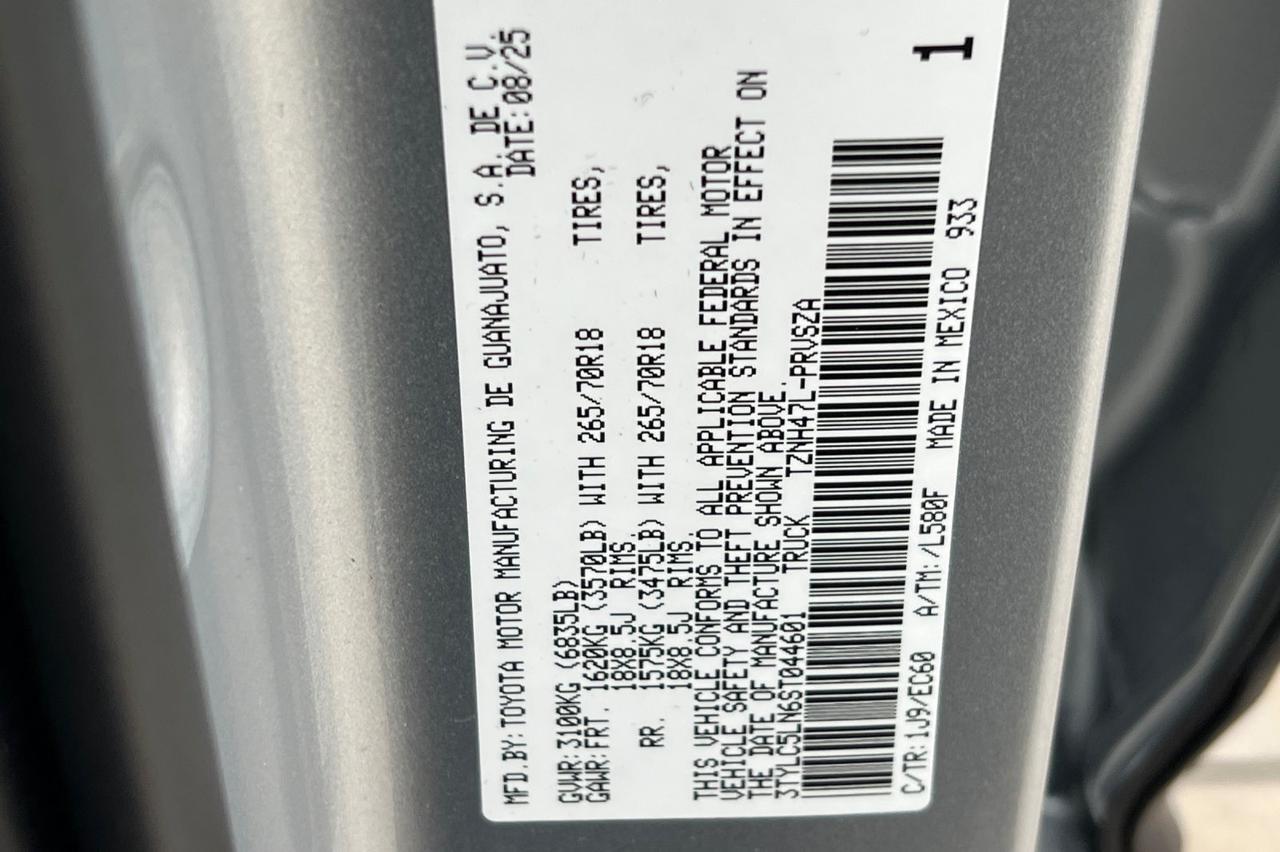 MFD.BY:TOYOTA MOTOR MANUFACTURING DE GUANAJUATO, S.A. DE C.V.
DATE:08/25
GVWR:3100KG (6835LB)
GAWR:FRT. 1620KG (3570LB) WITH 265/70R18 TIRES,
18X8.5J RIMS.
RR. 1575KG (3475LB) WITH 265/70R18 TIRES,
18X8.5J RIMS.
THIS VEHICLE CONFORMS TO ALL APPLICABLE FEDERAL MOTOR
VEHICLE SAFETY AND THEFT PREVENTION STANDARDS IN EFFECT ON
THE DATE OF MANUFACTURE SHOWN ABOVE.
3TYLC5LN6ST044601 TRUCK TZNH47L-PRVSZA
C/TR:1J9/EC60 A/TM:/L580F MADE IN MEXICO 933
1